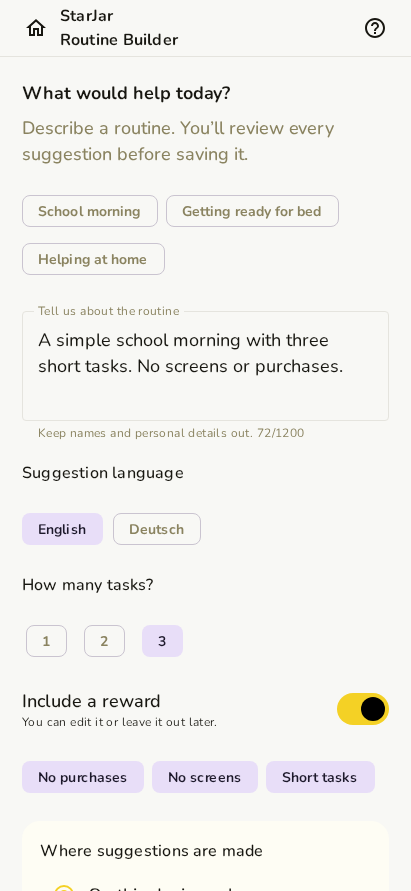 StarJar
Routine Builder
What would help today?
Describe a routine. You’ll review every
suggestion before saving it.
School morning
Getting ready for bed
Helping at home
Tell us about the routine
A simple school morning with three
short tasks. No screens or purchases.
Keep names and personal details out. 72/1200
Suggestion language
English
Deutsch
How many tasks?
1
2
3
Include a reward
You can edit it or leave it out later.
No purchases
No screens
Short tasks
Where suggestions are made